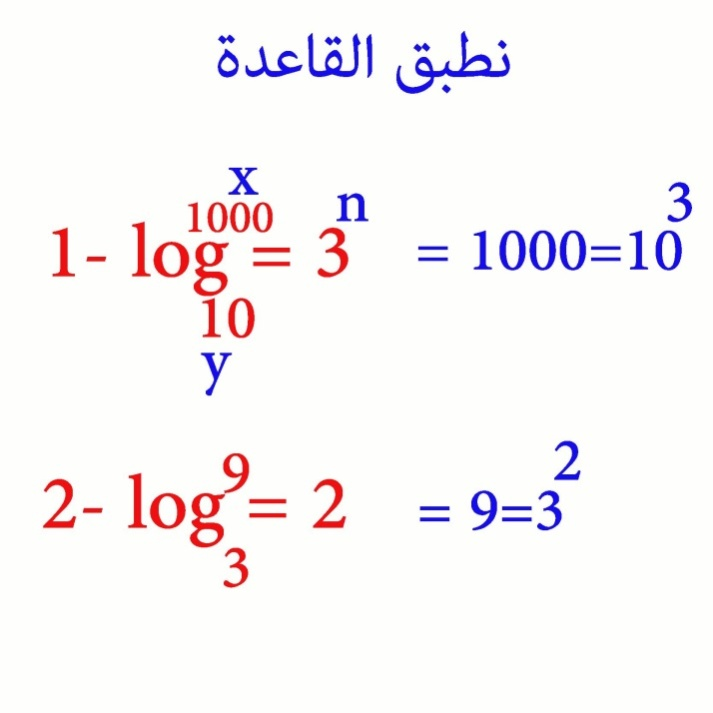 نطبق القاعدة
x
1- log 1000 = 3 n = 1000=10 3
10
y
2- log 9 = 2 = 9=3 2
3